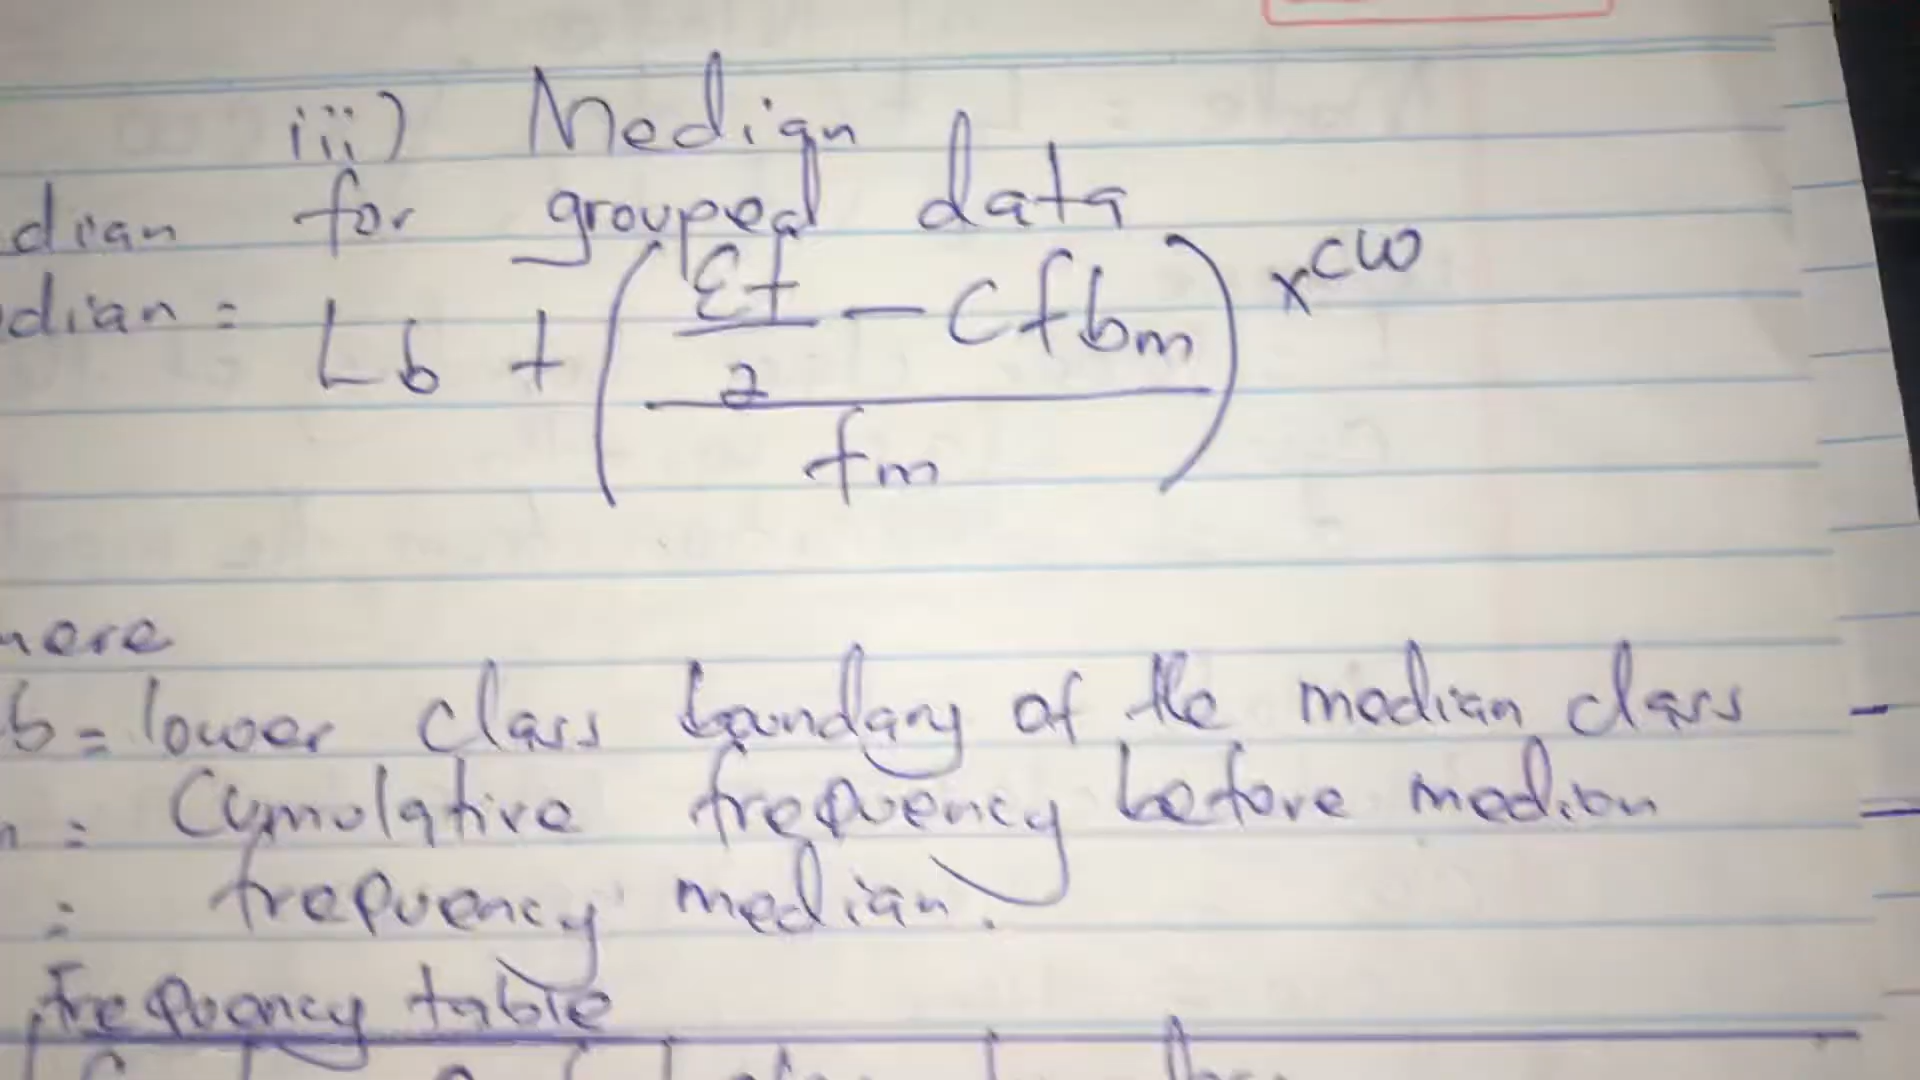 iii) Median
dian for grouped data
dian = Lb + ( (Σf/2 - Cfbm) / fm ) x cw
here
b = lower class boundary of the median class -
= Cumulative frequency before median -
= frequency median.
Frequency table